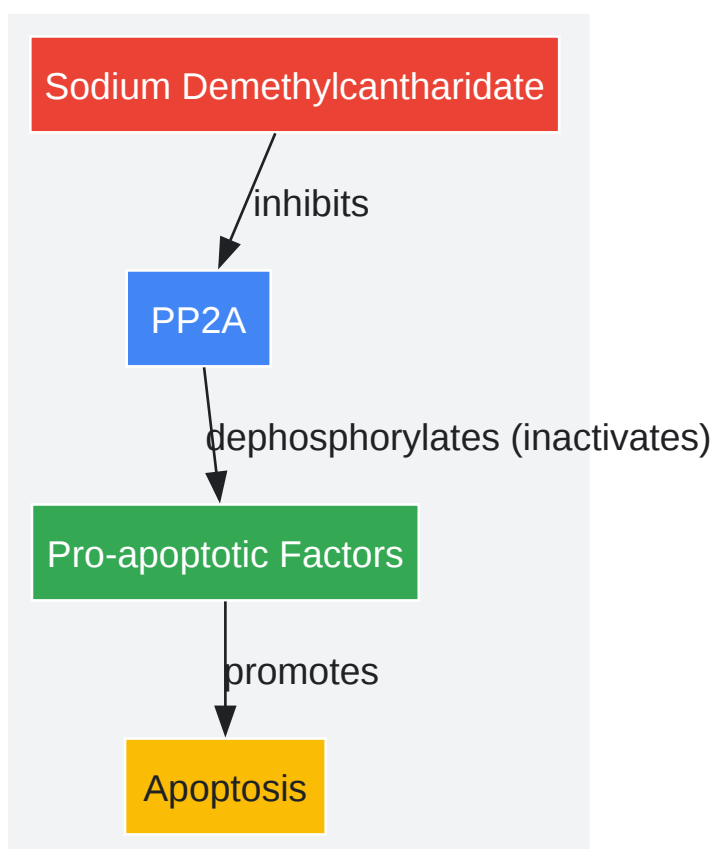 Sodium Demethylcantharidate
inhibits
PP2A
dephosphorylates (inactivates)
Pro-apoptotic Factors
promotes
Apoptosis